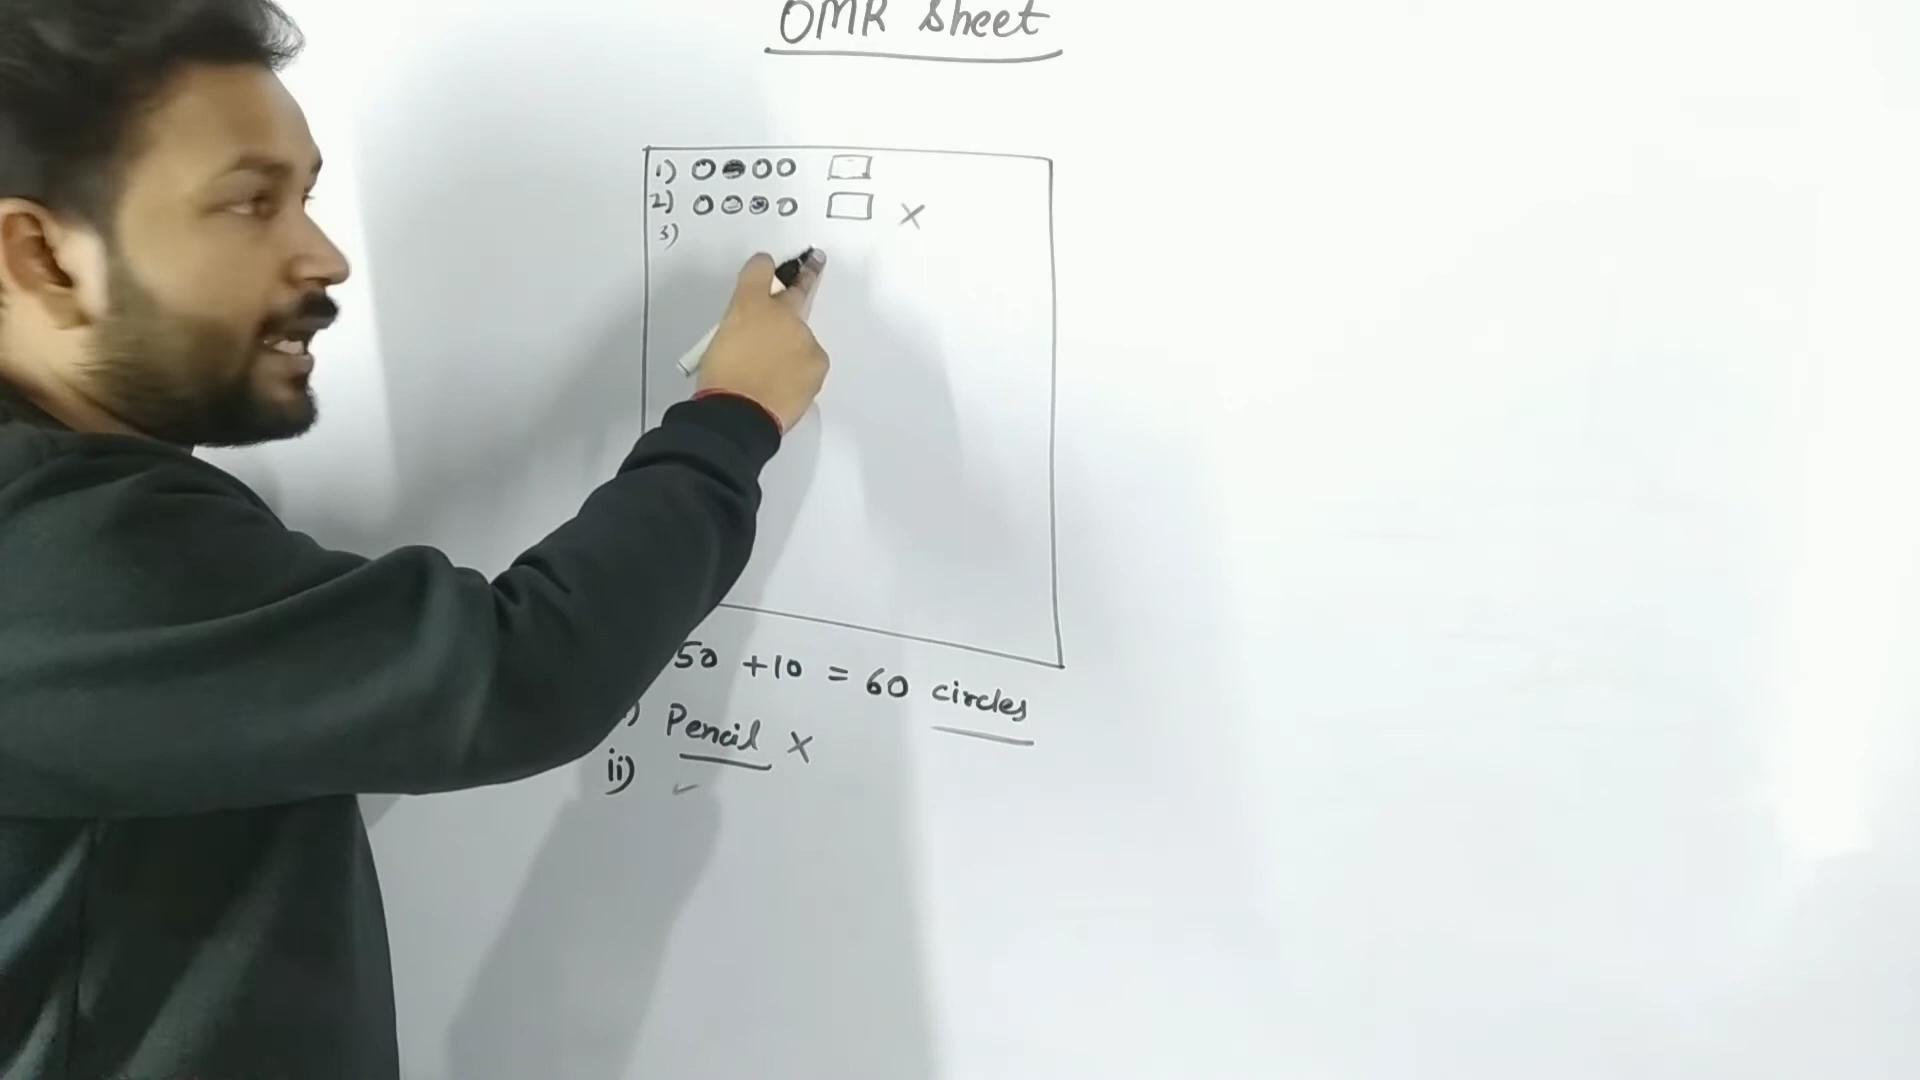 OMR Sheet
1)
2) X
3)
50 + 10 = 60 circles
) Pencil X
ii) ✓